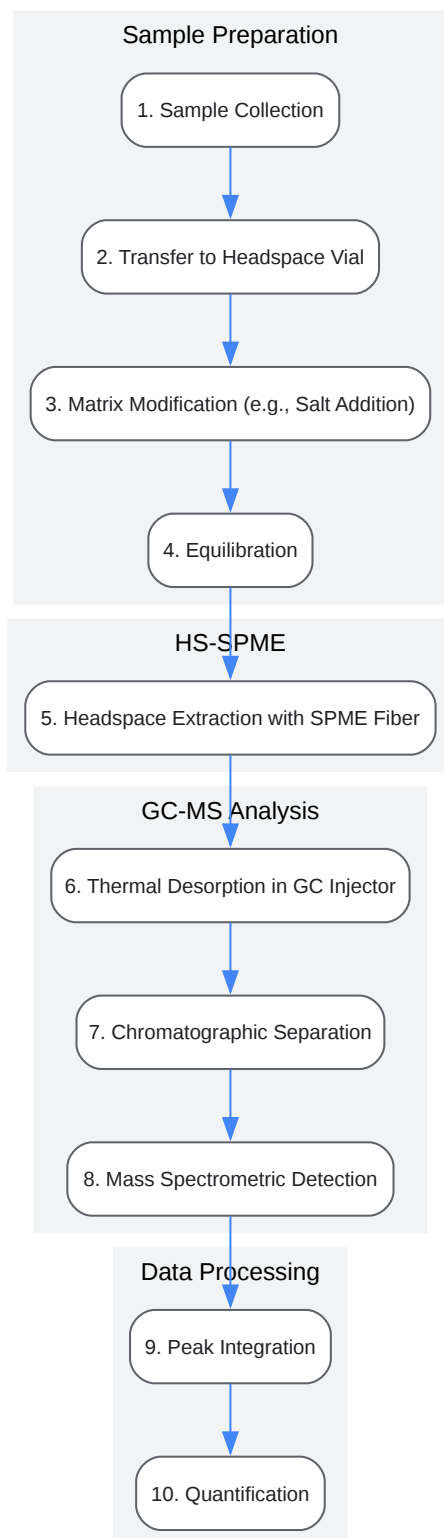 Sample Preparation
1. Sample Collection
2. Transfer to Headspace Vial
3. Matrix Modification (e.g., Salt Addition)
4. Equilibration
HS-SPME
5. Headspace Extraction with SPME Fiber
GC-MS Analysis
6. Thermal Desorption in GC Injector
7. Chromatographic Separation
8. Mass Spectrometric Detection
Data Processing
9. Peak Integration
10. Quantification